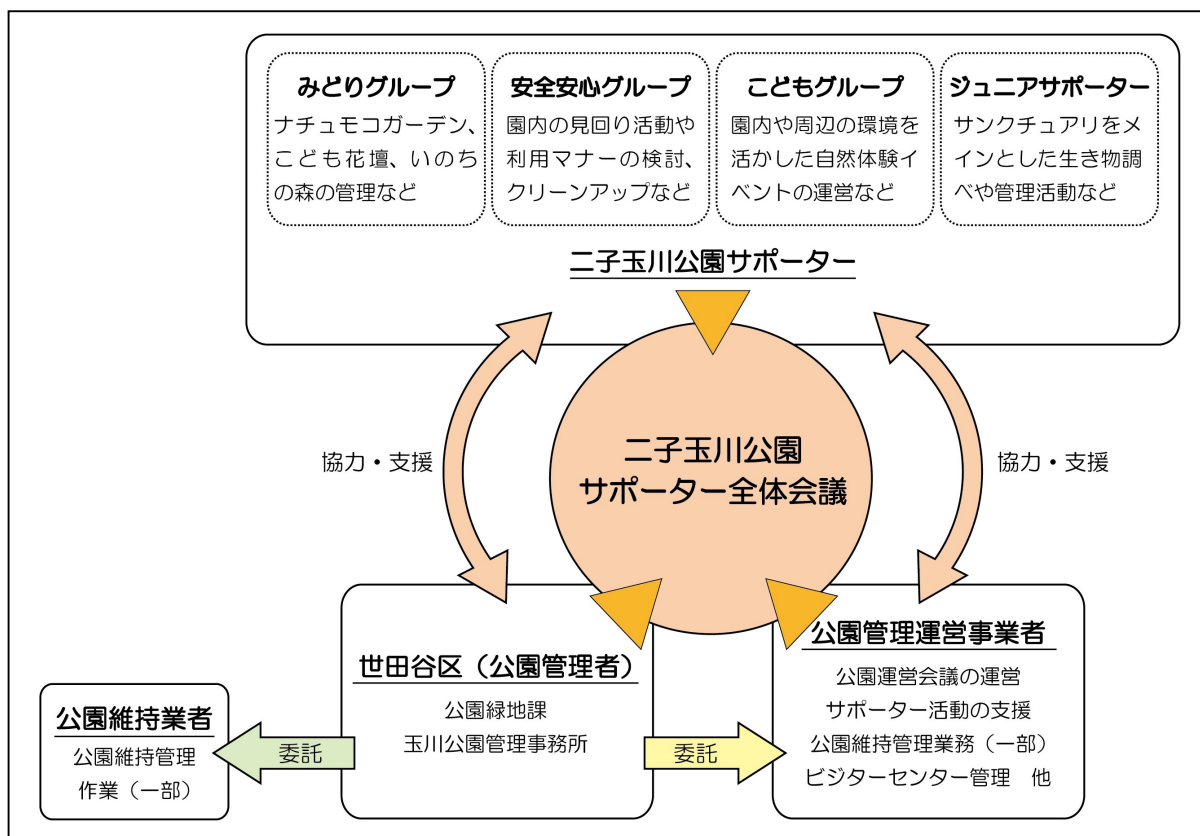 みどりグループ
ナチュモコガーデン、
こども花壇、いのち
の森の管理など
安全安心グループ
園内の見回り活動や
利用マナーの検討、
クリーンアップなど
こどもグループ
園内や周辺の環境を
活かした自然体験イ
ベントの運営など
ジュニアサポーター
サンクチュアリをメ
インとした生き物調
べや管理活動など
二子玉川公園サポーター
協力・支援
二子玉川公園
サポーター全体会議
協力・支援
公園維持業者
公園維持管理
作業（一部）
委託
世田谷区（公園管理者）
公園緑地課
玉川公園管理事務所
委託
公園管理運営事業者
公園運営会議の運営
サポーター活動の支援
公園維持管理業務（一部）
ビジターセンター管理　他